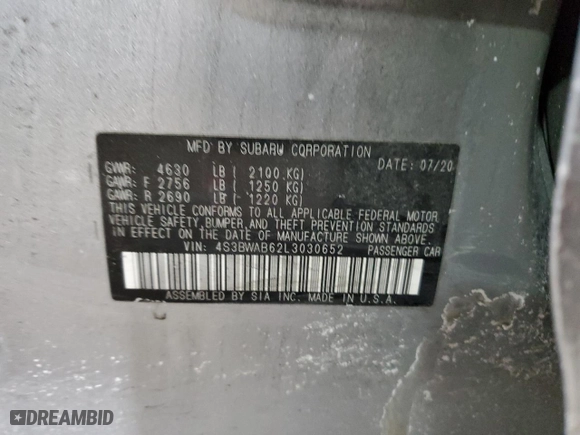 MFD BY SUBARU CORPORATION
DATE: 07/20
GVWR: 4630 LB ( 2100 KG)
GAWR: F 2756 LB ( 1250 KG)
GAWR: R 2690 LB ( 1220 KG)
THIS VEHICLE CONFORMS TO ALL APPLICABLE FEDERAL MOTOR
VEHICLE SAFETY, BUMPER, AND THEFT PREVENTION STANDARDS
IN EFFECT ON THE DATE OF MANUFACTURE SHOWN ABOVE.
VIN: 4S3BWAB62L3030652 PASSENGER CAR
ASSEMBLED BY SIA INC. MADE IN U.S.A.
DREAMBID